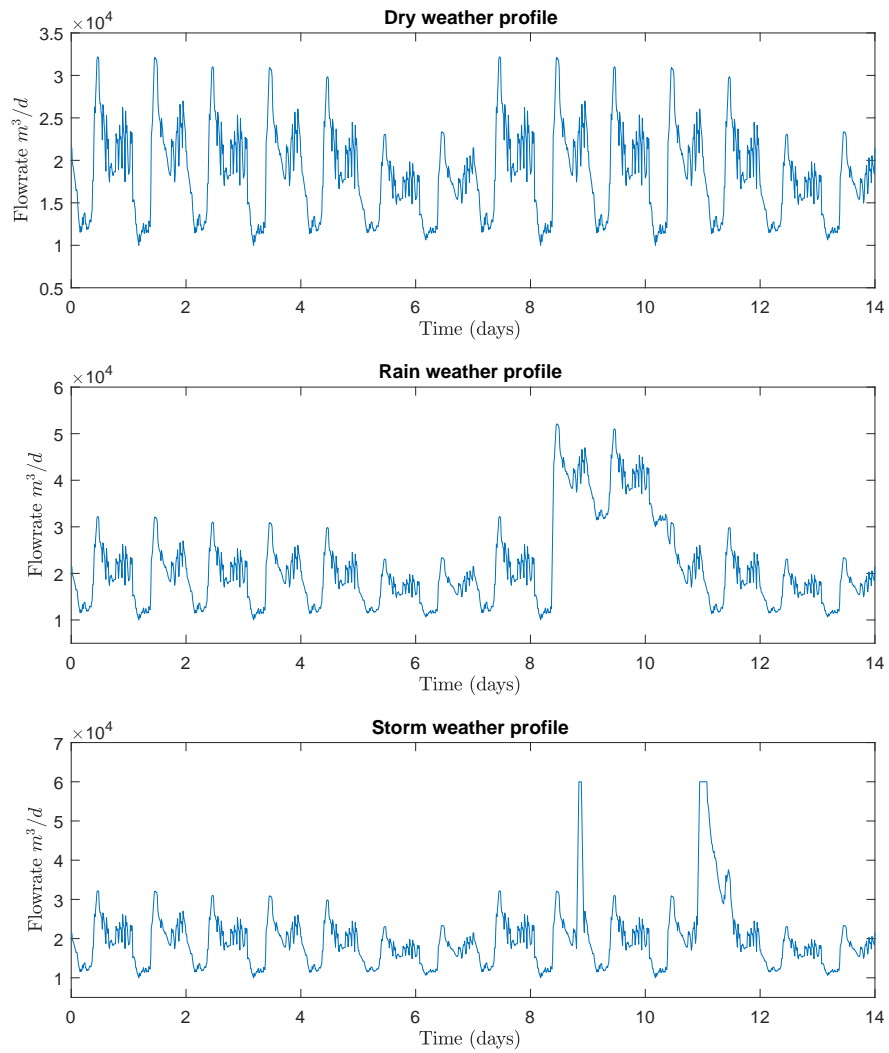 Dry weather profile
×10⁴
3.5
3
2.5
2
1.5
1
0.5
Flowrate m³/d
0 2 4 6 8 10 12 14
Time (days)
Rain weather profile
×10⁴
6
5
4
3
2
1
Flowrate m³/d
0 2 4 6 8 10 12 14
Time (days)
Storm weather profile
×10⁴
7
6
5
4
3
2
1
Flowrate m³/d
0 2 4 6 8 10 12 14
Time (days)